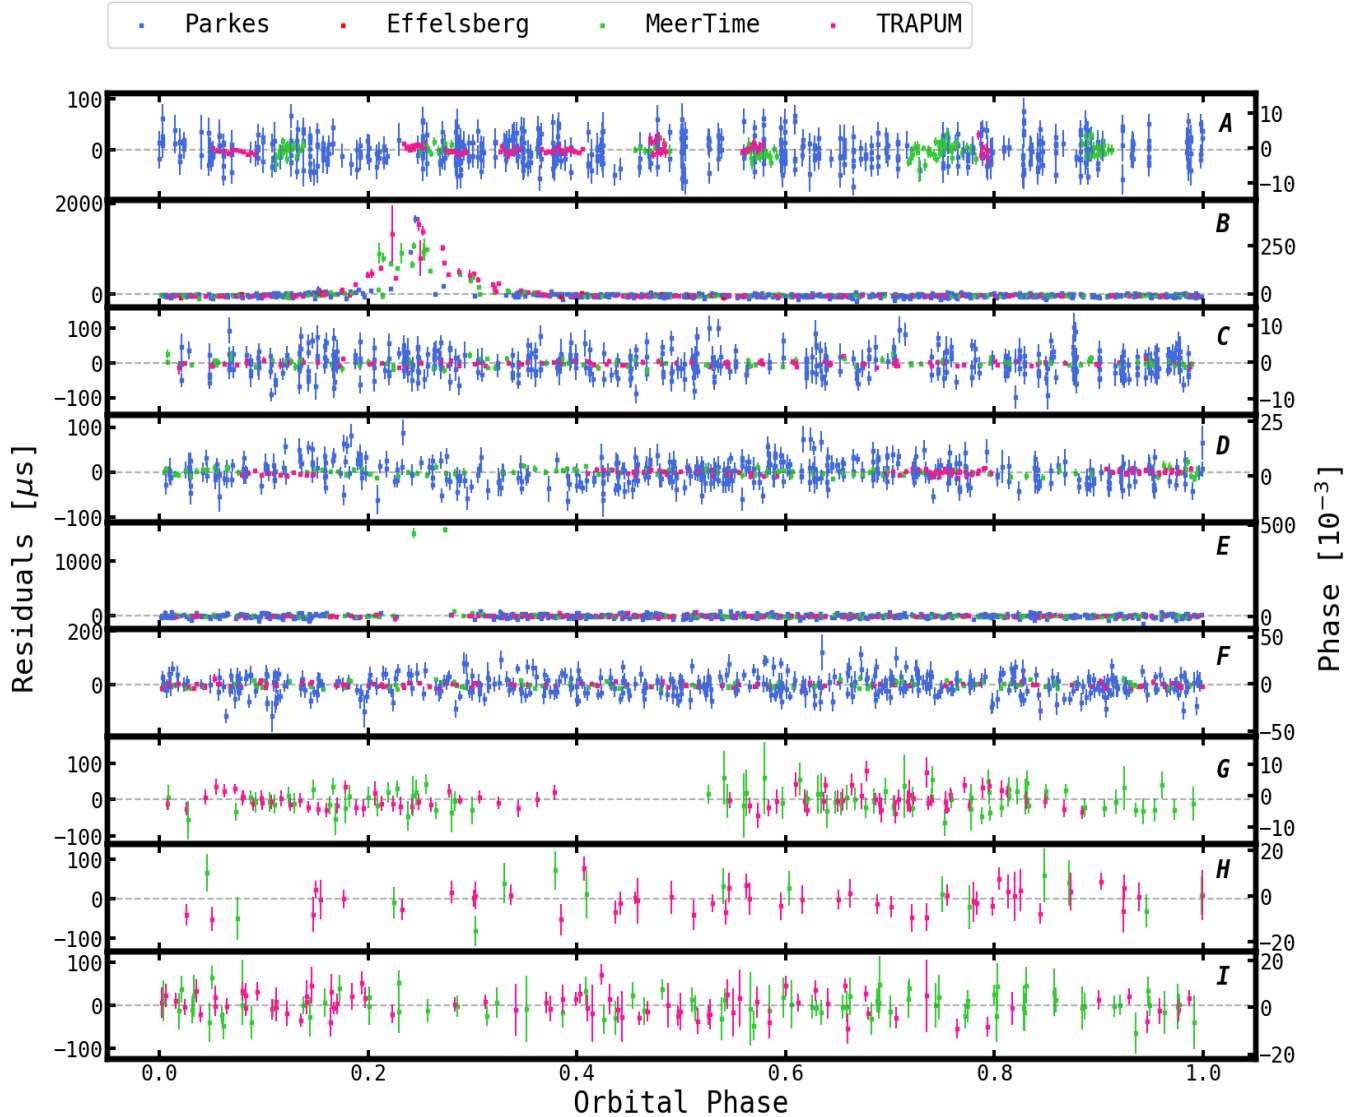 Parkes Effelsberg MeerTime TRAPUM
100 0 A 10 0 −10
2000 0 B 250 0
100 0 −100 C 10 0 −10
100 0 −100 D 25 0
1000 0 E 500 0
200 0 F 50 0 −50
100 0 −100 G 10 0 −10
100 0 −100 H 20 0 −20
100 0 −100 I 20 0 −20
Residuals [μs]
Phase [10⁻³]
0.0 0.2 0.4 0.6 0.8 1.0
Orbital Phase